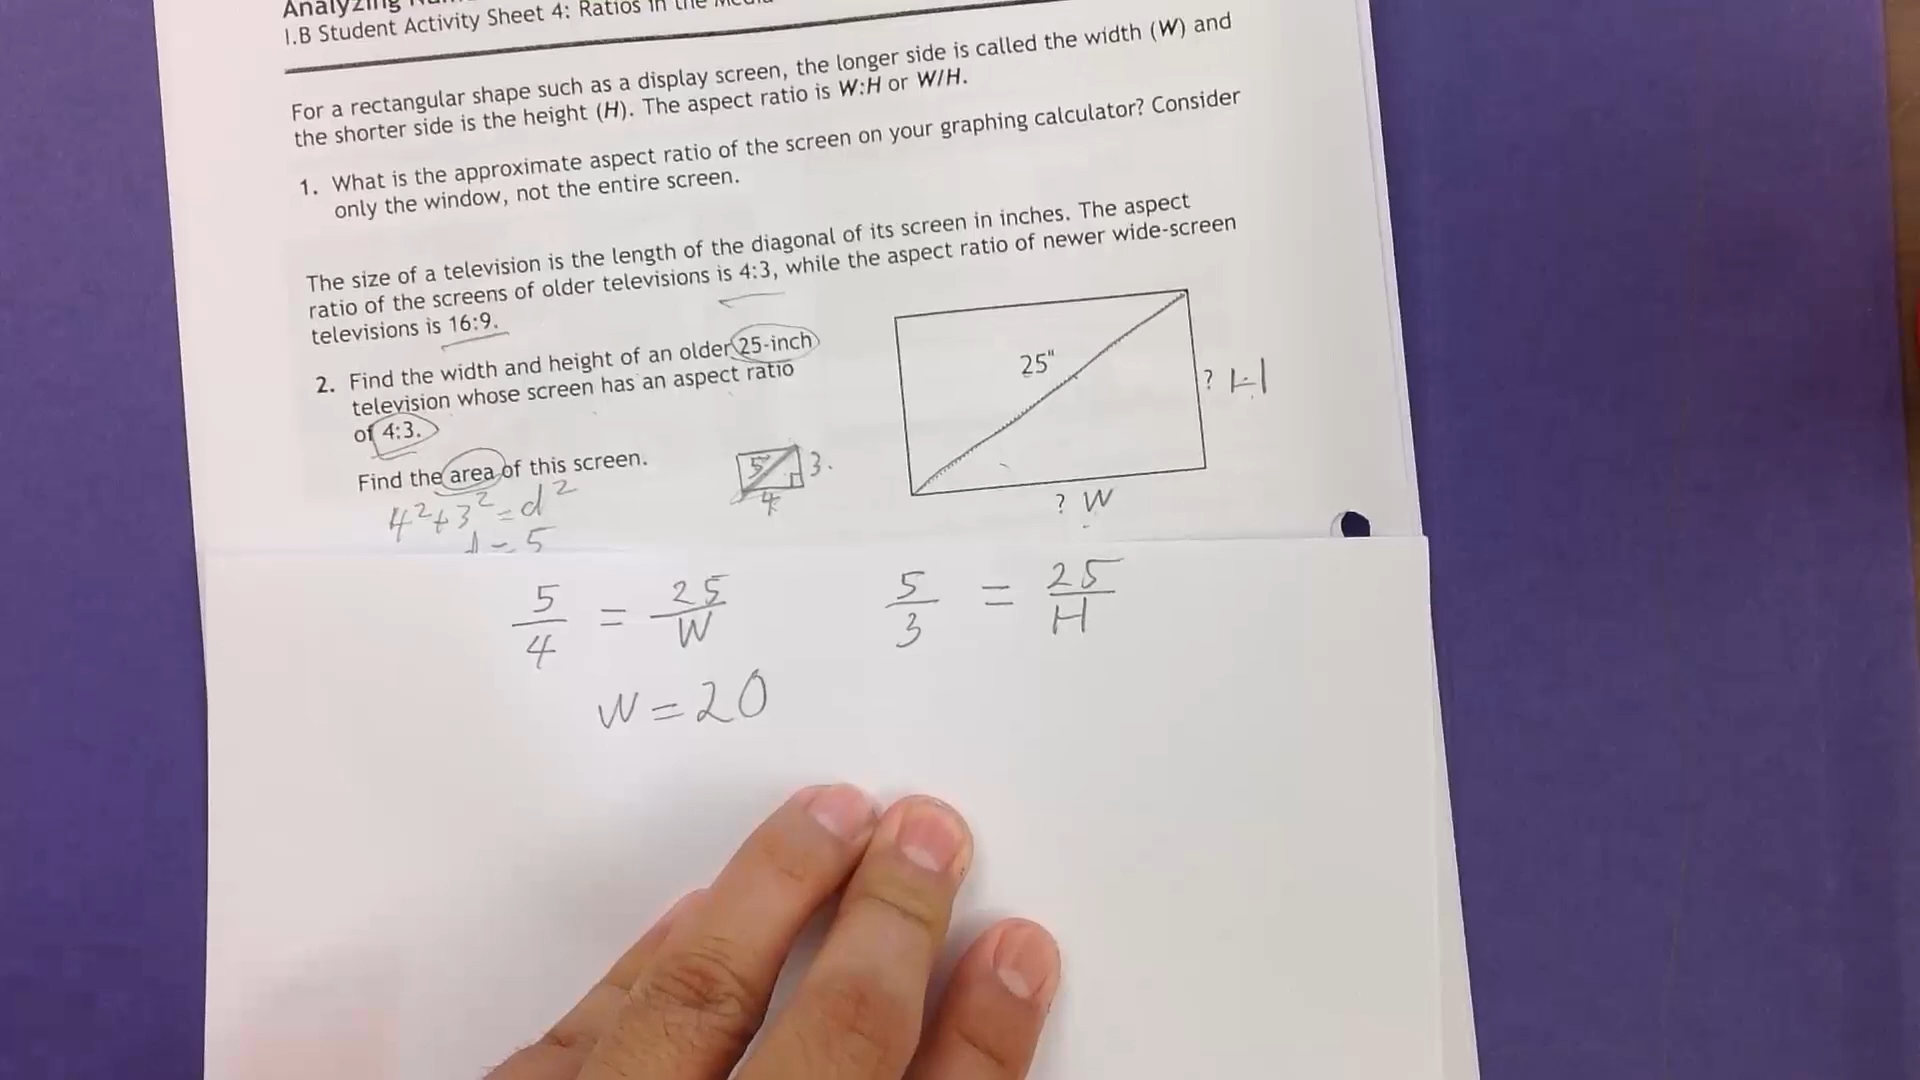 Analyzing
I.B Student Activity Sheet 4: Ratios in the Media
For a rectangular shape such as a display screen, the longer side is called the width (W) and
the shorter side is the height (H). The aspect ratio is W:H or W/H.
1. What is the approximate aspect ratio of the screen on your graphing calculator? Consider
only the window, not the entire screen.
The size of a television is the length of the diagonal of its screen in inches. The aspect
ratio of the screens of older televisions is 4:3, while the aspect ratio of newer wide-screen
televisions is 16:9.
2. Find the width and height of an older 25-inch
television whose screen has an aspect ratio
of 4:3.
Find the area of this screen.
4²+3²=d²
d=5
5
3.
4
25"
? H
? W
5/4 = 25/W
W=20
5/3 = 25/H